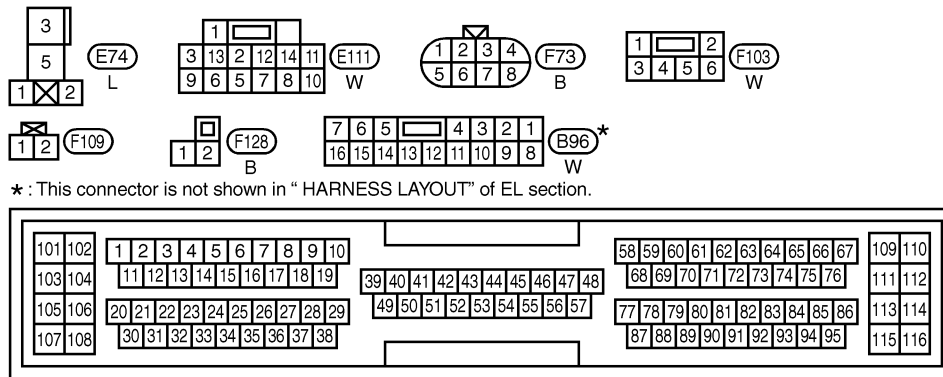 3
5
1 2
E74
L
1
3 13 2 12 14 11
9 6 5 7 8 10
E111
W
1 2 3 4
5 6 7 8
F73
B
1 2
3 4 5 6
F103
W
1 2
F109
1 2
F128
B
7 6 5 4 3 2 1
16 15 14 13 12 11 10 9 8
B96 *
W
* : This connector is not shown in “ HARNESS LAYOUT” of EL section.
101 102
103 104
105 106
107 108
1 2 3 4 5 6 7 8 9 10
11 12 13 14 15 16 17 18 19
20 21 22 23 24 25 26 27 28 29
30 31 32 33 34 35 36 37 38
39 40 41 42 43 44 45 46 47 48
49 50 51 52 53 54 55 56 57
58 59 60 61 62 63 64 65 66 67
68 69 70 71 72 73 74 75 76
77 78 79 80 81 82 83 84 85 86
87 88 89 90 91 92 93 94 95
109 110
111 112
113 114
115 116